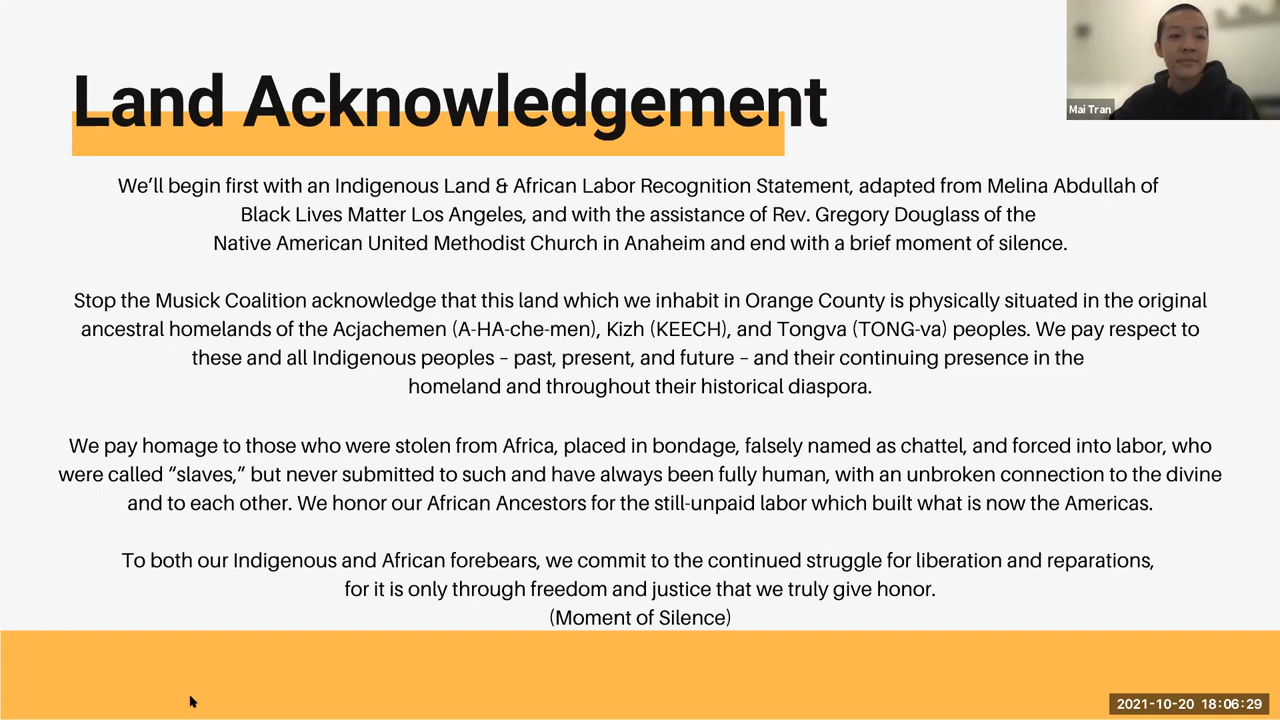 Land Acknowledgement
Mai Tran
We’ll begin first with an Indigenous Land & African Labor Recognition Statement, adapted from Melina Abdullah of
Black Lives Matter Los Angeles, and with the assistance of Rev. Gregory Douglass of the
Native American United Methodist Church in Anaheim and end with a brief moment of silence.
Stop the Musick Coalition acknowledge that this land which we inhabit in Orange County is physically situated in the original
ancestral homelands of the Acjachemen (A-HA-che-men), Kizh (KEECH), and Tongva (TONG-va) peoples. We pay respect to
these and all Indigenous peoples – past, present, and future – and their continuing presence in the
homeland and throughout their historical diaspora.
We pay homage to those who were stolen from Africa, placed in bondage, falsely named as chattel, and forced into labor, who
were called “slaves,” but never submitted to such and have always been fully human, with an unbroken connection to the divine
and to each other. We honor our African Ancestors for the still-unpaid labor which built what is now the Americas.
To both our Indigenous and African forebears, we commit to the continued struggle for liberation and reparations,
for it is only through freedom and justice that we truly give honor.
(Moment of Silence)
2021-10-20 18:06:29